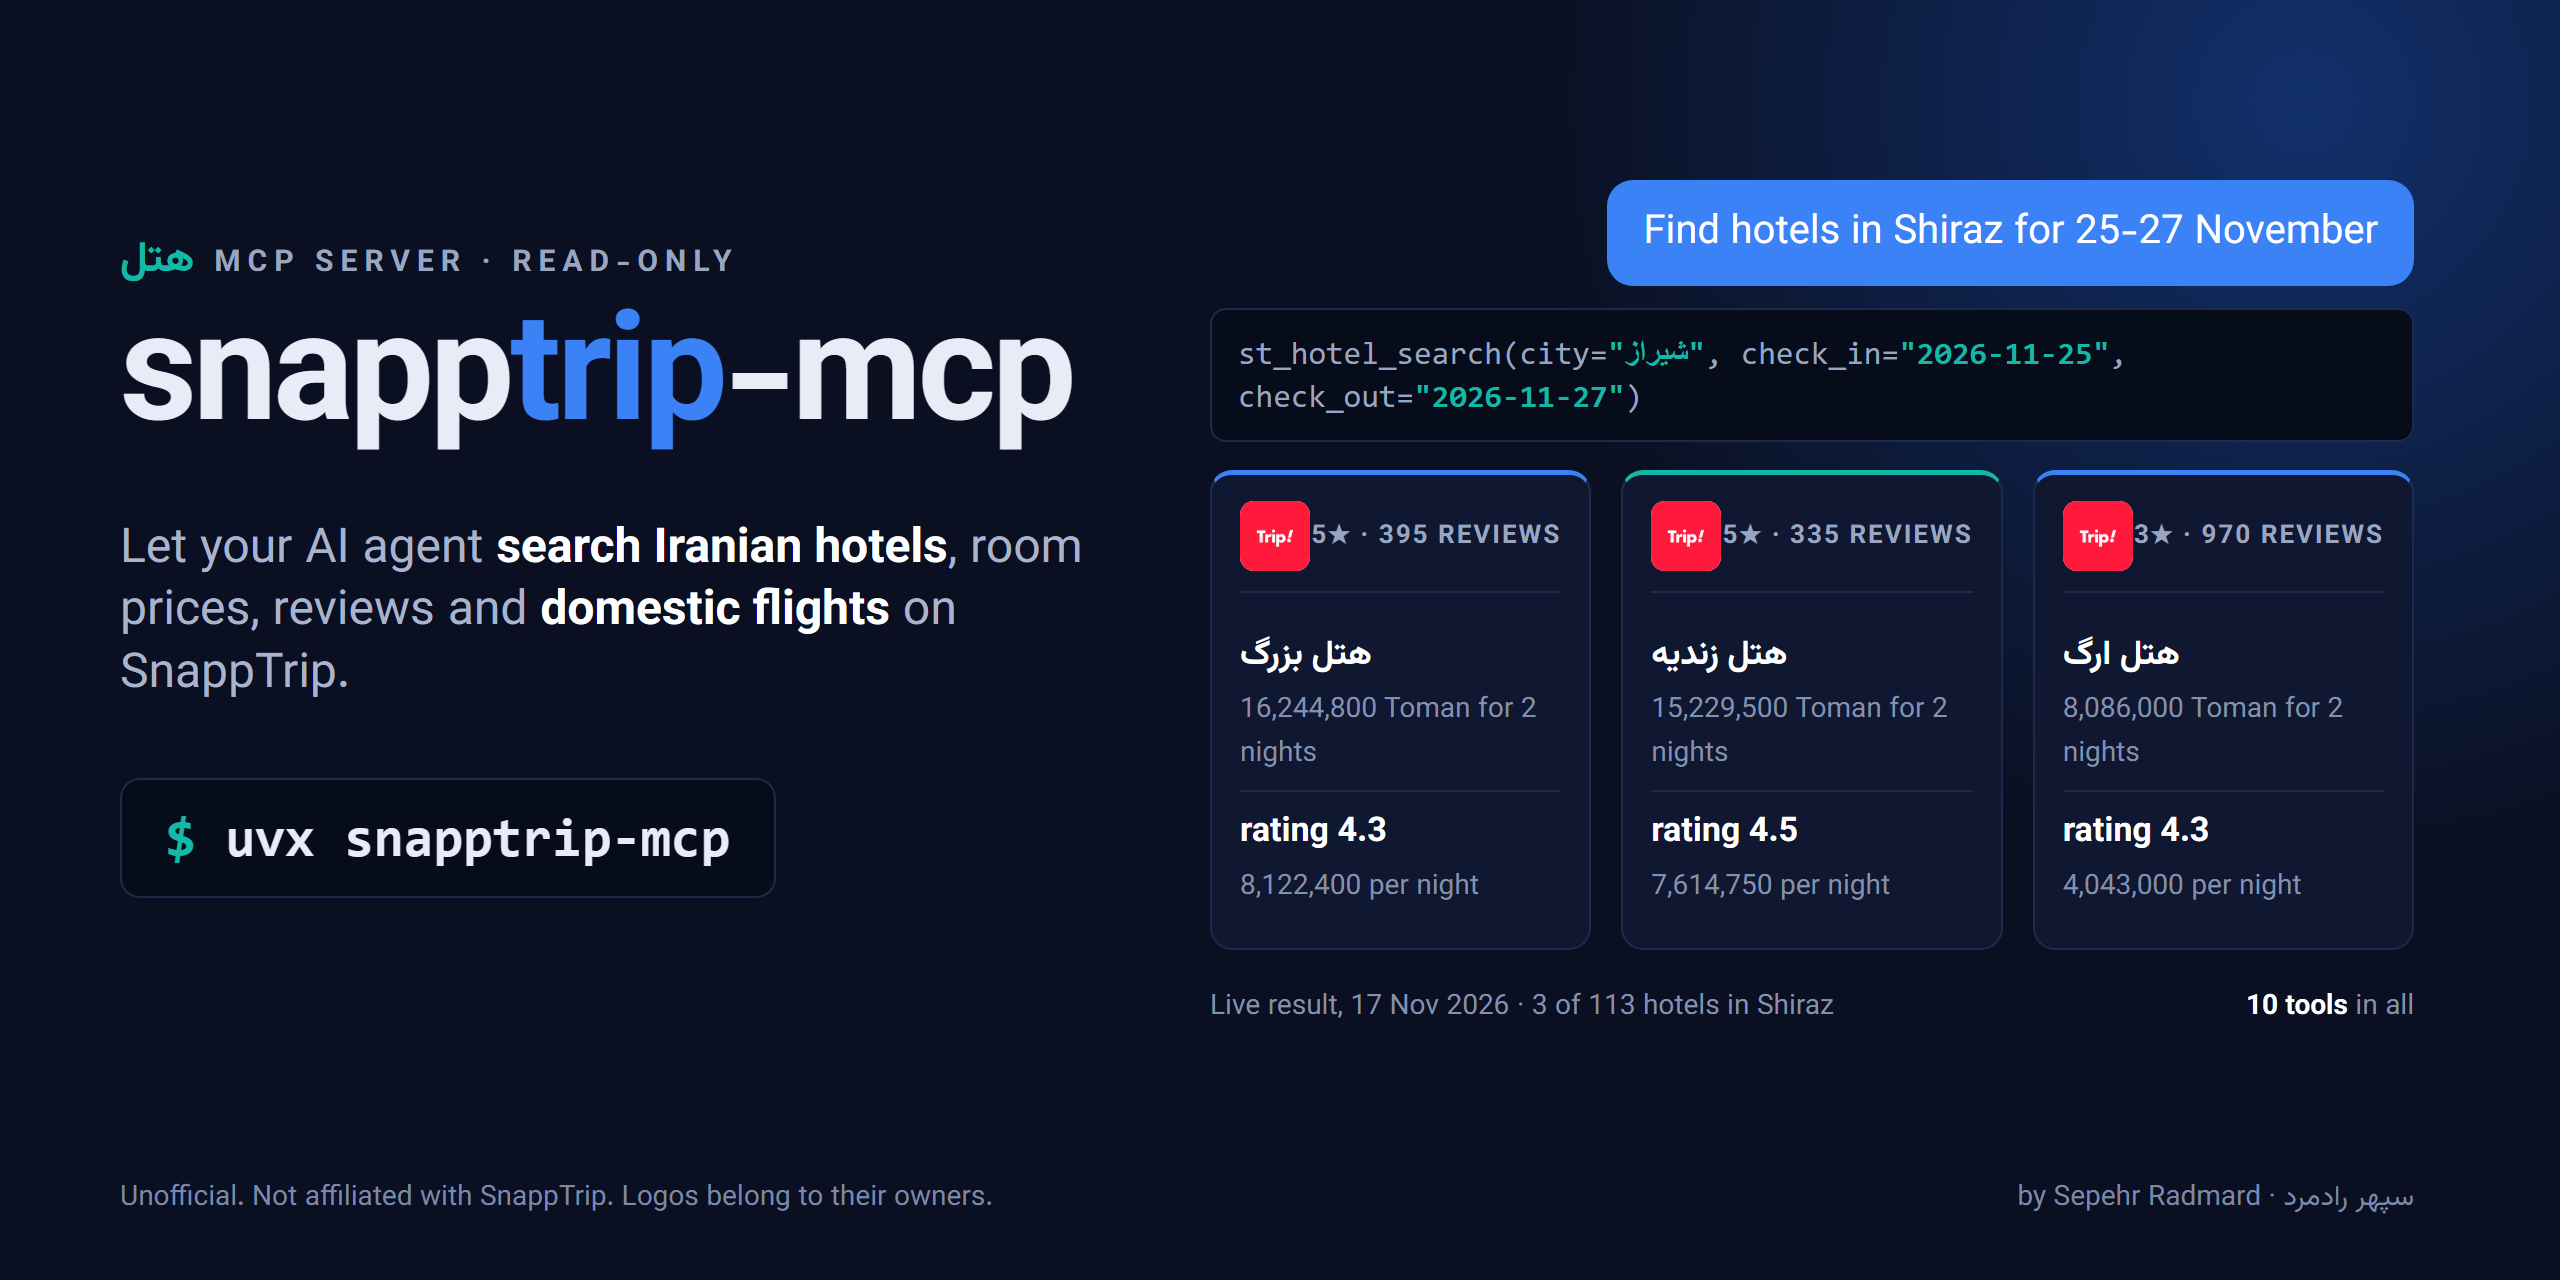 هتل MCP SERVER · READ-ONLY
snapptrip-mcp
Let your AI agent search Iranian hotels, room
prices, reviews and domestic flights on
SnappTrip.
$ uvx snapptrip-mcp
Find hotels in Shiraz for 25-27 November
st_hotel_search(city="شیراز", check_in="2026-11-25",
check_out="2026-11-27")
Trip! 5★ · 395 REVIEWS
هتل بزرگ
16,244,800 Toman for 2
nights
rating 4.3
8,122,400 per night
Trip! 5★ · 335 REVIEWS
هتل زندیه
15,229,500 Toman for 2
nights
rating 4.5
7,614,750 per night
Trip! 3★ · 970 REVIEWS
هتل ارگ
8,086,000 Toman for 2
nights
rating 4.3
4,043,000 per night
Live result, 17 Nov 2026 · 3 of 113 hotels in Shiraz
10 tools in all
Unofficial. Not affiliated with SnappTrip. Logos belong to their owners.
by Sepehr Radmard · سپهر رادمرد